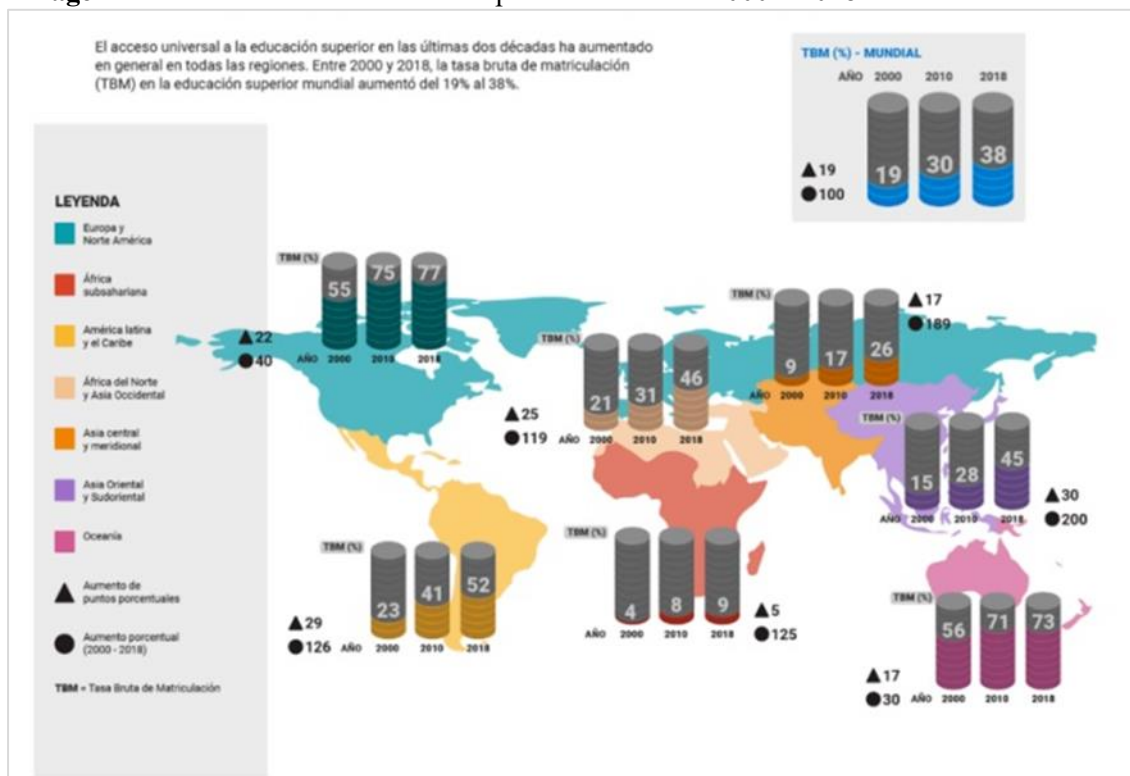 El acceso universal a la educación superior en las últimas dos décadas ha aumentado
en general en todas las regiones. Entre 2000 y 2018, la tasa bruta de matriculación
(TBM) en la educación superior mundial aumentó del 19% al 38%.
TBM (%) - MUNDIAL
AÑO 2000 2010 2018
19 30 38
▲19
●100
LEYENDA
Europa y
Norte América
África
subsahariana
América latina
y el Caribe
África del Norte
y Asia Occidental
Asia central
y meridional
Asia Oriental
y Sudoriental
Oceanía
Aumento de
puntos porcentuales
Aumento porcentual
(2000 - 2018)
TBM = Tasa Bruta de Matriculación
TBM (%)
55 75 77
▲22
●40
AÑO 2000 2018 2018
TBM (%)
21 31 46
▲25
●119
AÑO 2000 2010 2018
TBM (%)
9 17 26
▲17
●189
AÑO 2000 2010 2018
TBM (%)
15 28 45
▲30
●200
AÑO 2000 2010 2018
TBM (%)
23 41 52
▲29
●126
AÑO 2000 2010 2018
TBM (%)
4 8 9
▲5
●125
AÑO 2000 2010 2018
TBM (%)
56 71 73
▲17
●30
AÑO 2000 2010 2018